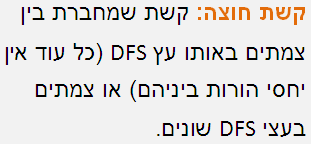 קשת חוצה: קשת שמחברת בין
צמתים באותו עץ DFS (כל עוד אין
יחסי הורות ביניהם) או צמתים
בעצי DFS שונים.